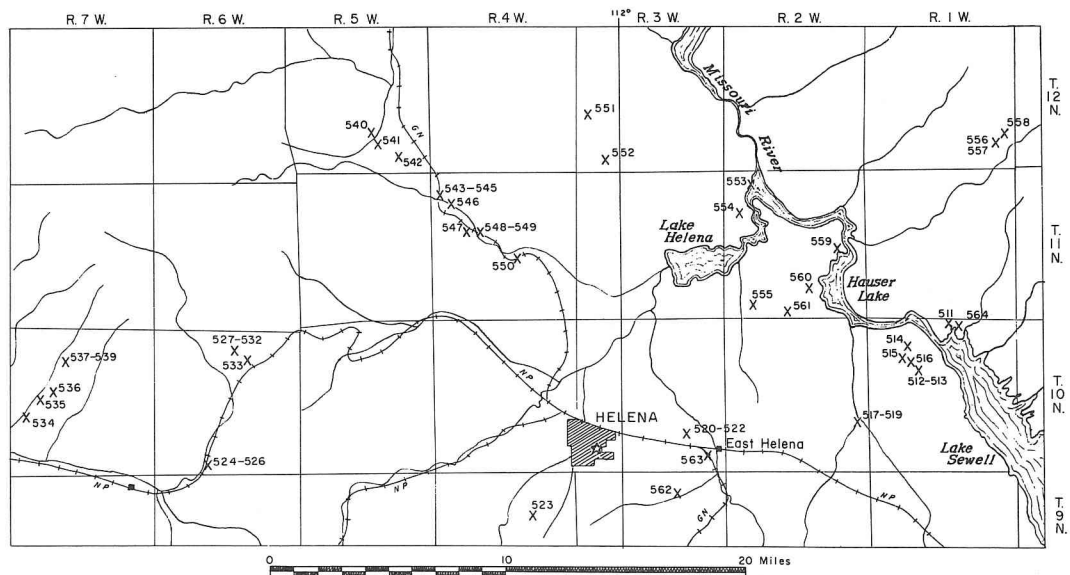 R. 7 W. R. 6 W. R. 5 W. R. 4 W. 112° R. 3 W. R. 2 W. R. 1 W.
T. 12 N.
Missouri River
GN
540
541
542
551
552
558
556
557
543-545
546
547
548-549
550
553
554
Lake Helena
T. 11 N.
559
Hauser Lake
560
555
561
511
564
527-532
533
537-539
536
535
534
514
515
516
512-513
NP
T. 10 N.
HELENA
520-522
East Helena
517-519
563
Lake Sewell
524-526
NP
NP
523
562
GN
NP
T. 9 N.
0 10 20 Miles